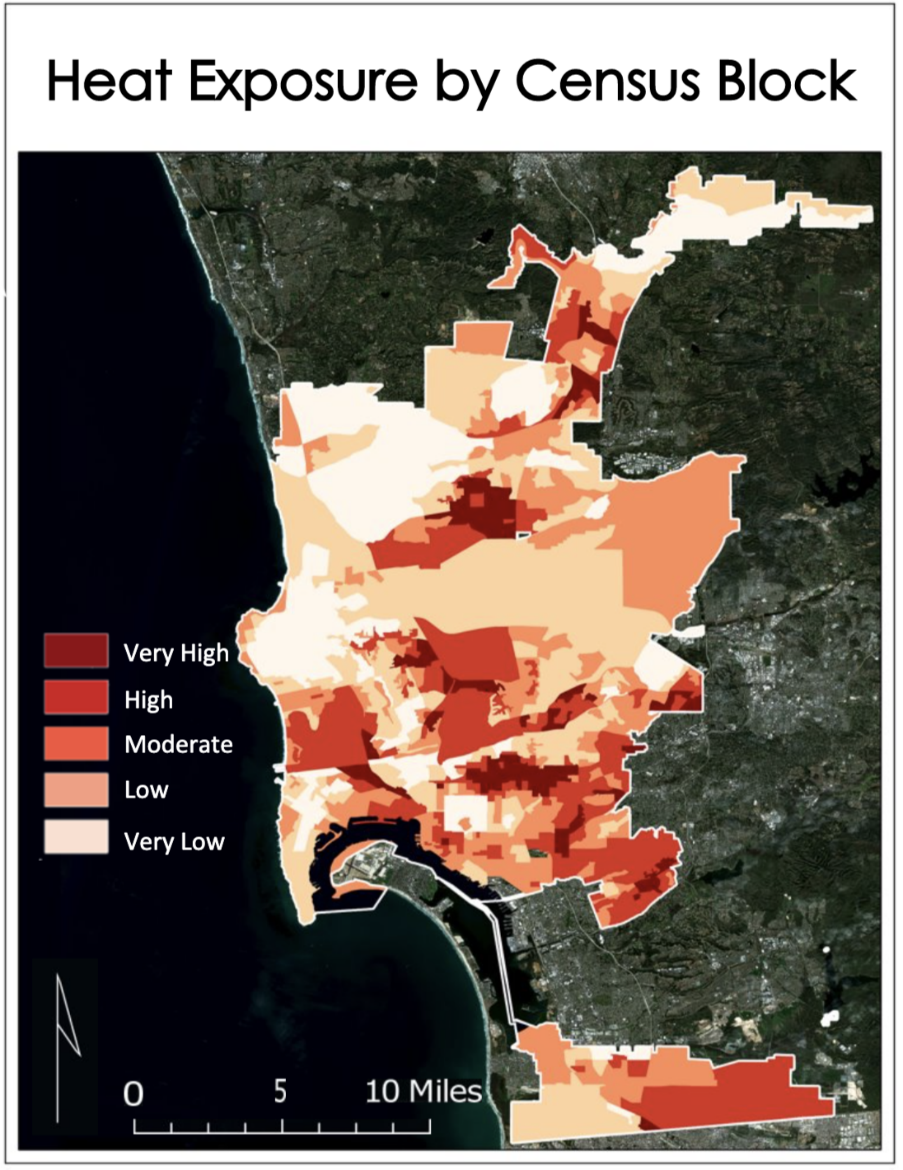 Heat Exposure by Census Block
Very High
High
Moderate
Low
Very Low
0 5 10 Miles